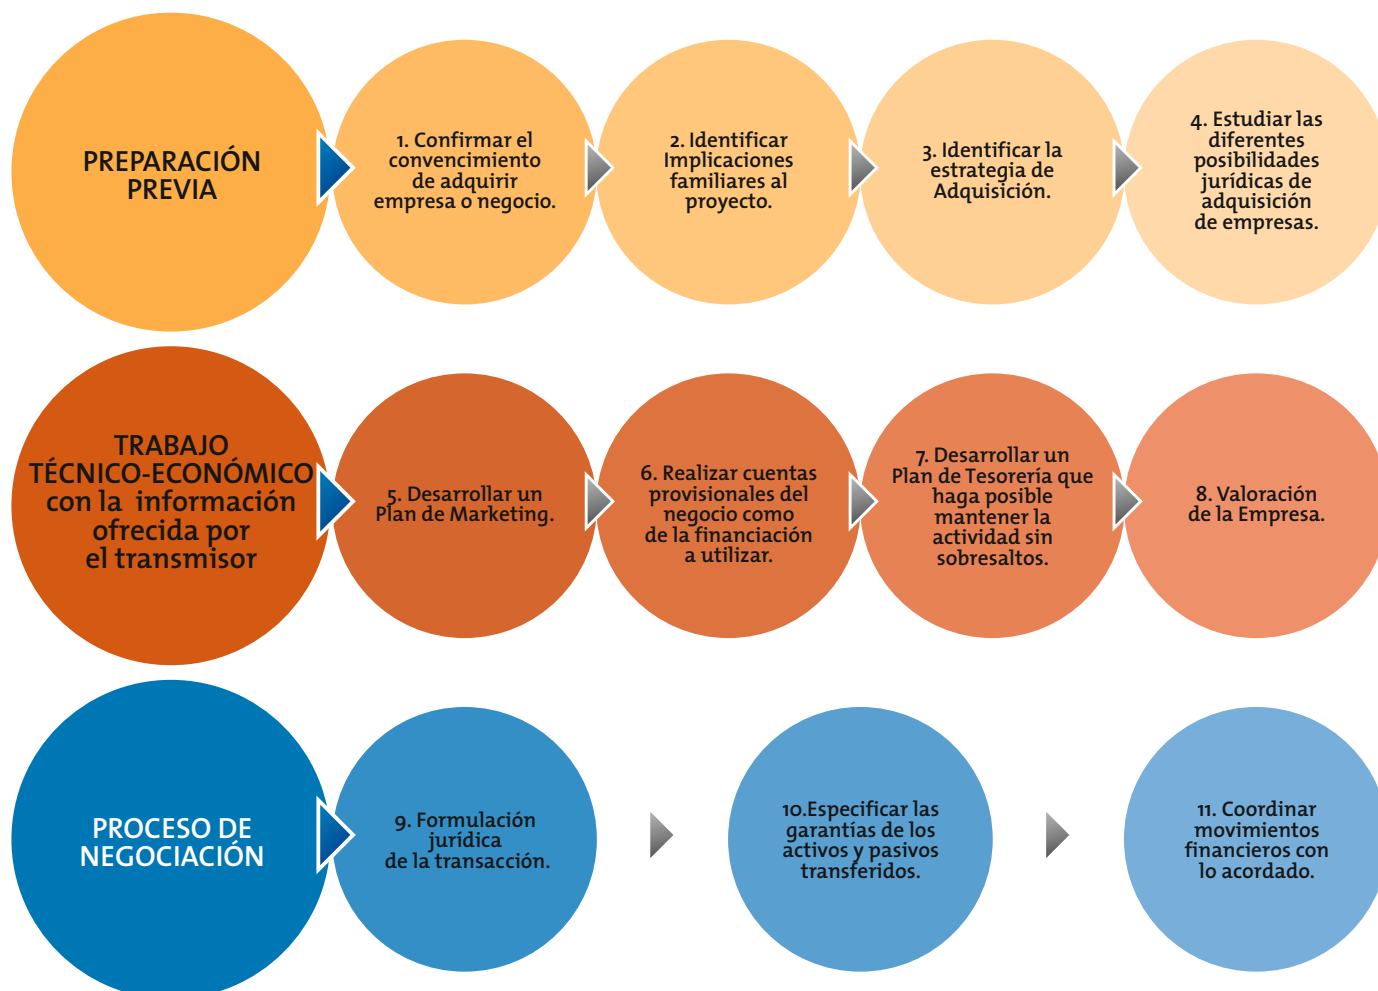 PREPARACIÓN
PREVIA
1. Confirmar el
convencimiento
de adquirir
empresa o negocio.
2. Identificar
Implicaciones
familiares al
proyecto.
3. Identificar la
estrategia de
Adquisición.
4. Estudiar las
diferentes
posibilidades
jurídicas de
adquisición
de empresas.
TRABAJO
TÉCNICO-ECONÓMICO
con la información
ofrecida por
el transmisor
5. Desarrollar un
Plan de Marketing.
6. Realizar cuentas
provisionales del
negocio como
de la financiación
a utilizar.
7. Desarrollar un
Plan de Tesorería que
haga posible
mantener la
actividad sin
sobresaltos.
8. Valoración
de la Empresa.
PROCESO DE
NEGOCIACIÓN
9. Formulación
jurídica
de la transacción.
10.Especificar las
garantías de los
activos y pasivos
transferidos.
11. Coordinar
movimientos
financieros con
lo acordado.